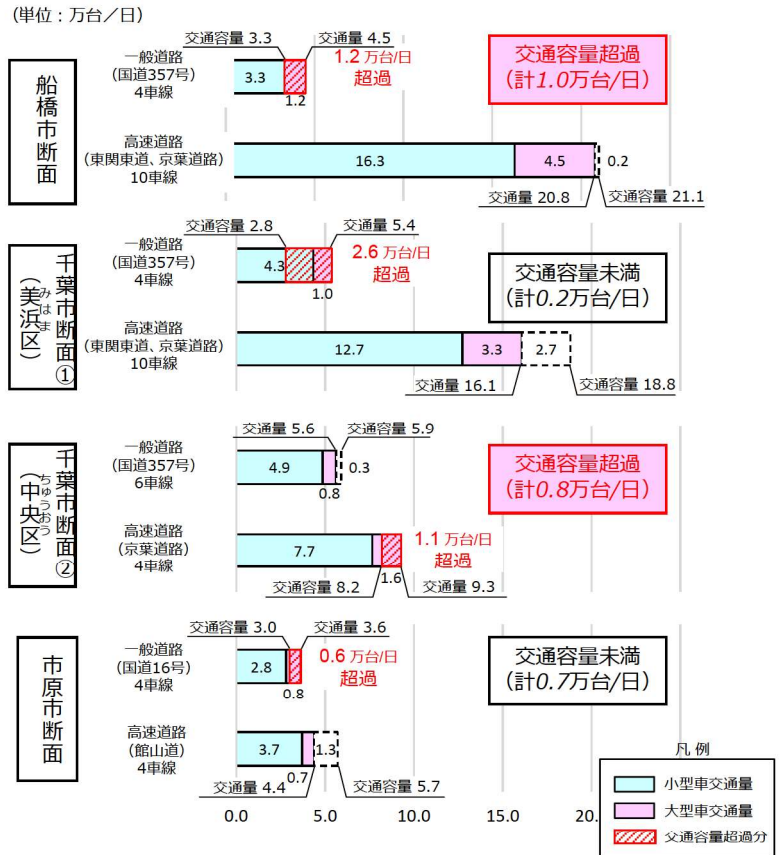 (単位：万台/日)
船橋市断面
一般道路
(国道357号)
4車線
交通容量 3.3
交通量 4.5
3.3
1.2
1.2 万台/日
超過
交通容量超過
(計1.0万台/日)
高速道路
(東関東道、京葉道路)
10車線
16.3
4.5
0.2
交通量 20.8
交通容量 21.1
千葉市断面①
(美浜区)
みはま
一般道路
(国道357号)
4車線
交通容量 2.8
交通量 5.4
4.3
1.0
2.6 万台/日
超過
交通容量未満
(計0.2万台/日)
高速道路
(東関東道、京葉道路)
10車線
12.7
3.3
2.7
交通量 16.1
交通容量 18.8
千葉市断面②
(中央区)
ちゅうおう
一般道路
(国道357号)
6車線
交通量 5.6
交通容量 5.9
4.9
0.8
0.3
交通容量超過
(計0.8万台/日)
高速道路
(京葉道路)
4車線
7.7
1.6
1.1 万台/日
超過
交通容量 8.2
交通量 9.3
市原市断面
一般道路
(国道16号)
4車線
交通容量 3.0
交通量 3.6
2.8
0.8
0.6 万台/日
超過
交通容量未満
(計0.7万台/日)
高速道路
(館山道)
4車線
3.7
0.7
1.3
交通量 4.4
交通容量 5.7
0.0
5.0
10.0
15.0
20.0
凡 例
小型車交通量
大型車交通量
交通容量超過分